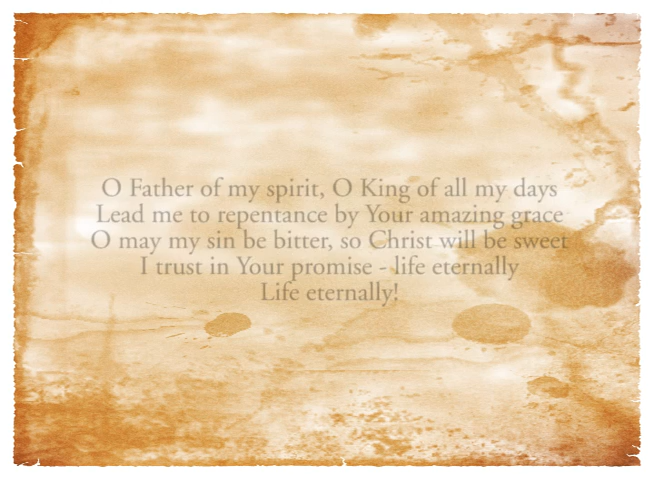 O Father of my spirit, O King of all my days
Lead me to repentance by Your amazing grace
O may my sin be bitter, so Christ will be sweet
I trust in Your promise - life eternally
Life eternally!